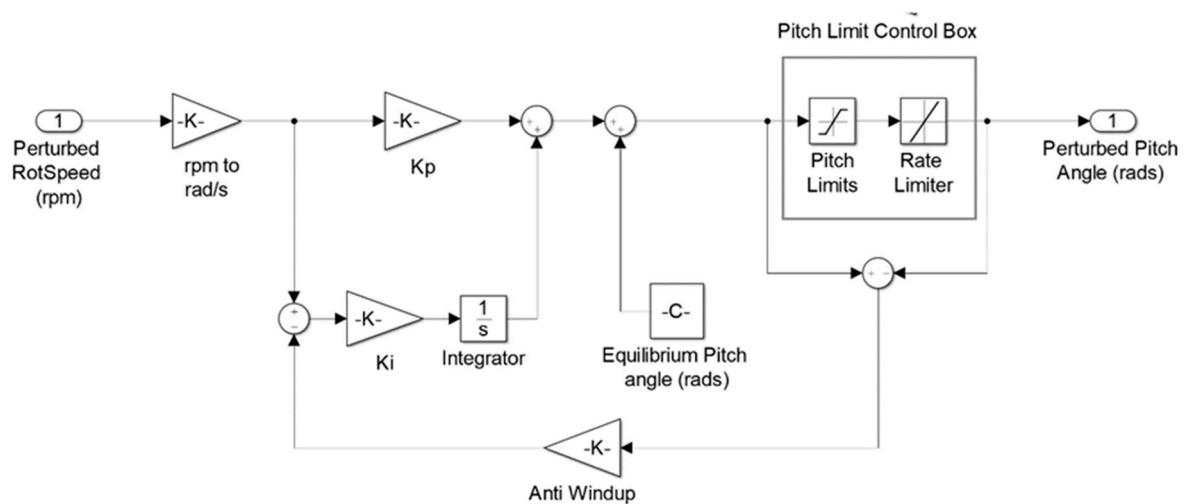 Pitch Limit Control Box
1
Perturbed
RotSpeed
(rpm)
-K-
rpm to
rad/s
-K-
Kp
+
+
+
+
Pitch
Limits
Rate
Limiter
1
Perturbed Pitch
Angle (rads)
+ -
+
-
-K-
Ki
1
s
Integrator
-C-
Equilibrium Pitch
angle (rads)
-K-
Anti Windup